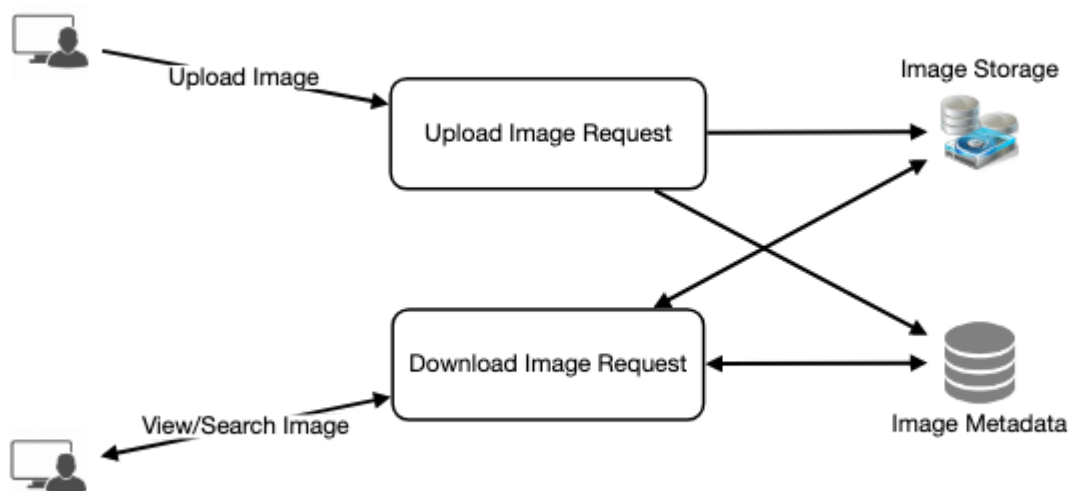 Upload Image
Image Storage
Upload Image Request
Download Image Request
View/Search Image
Image Metadata